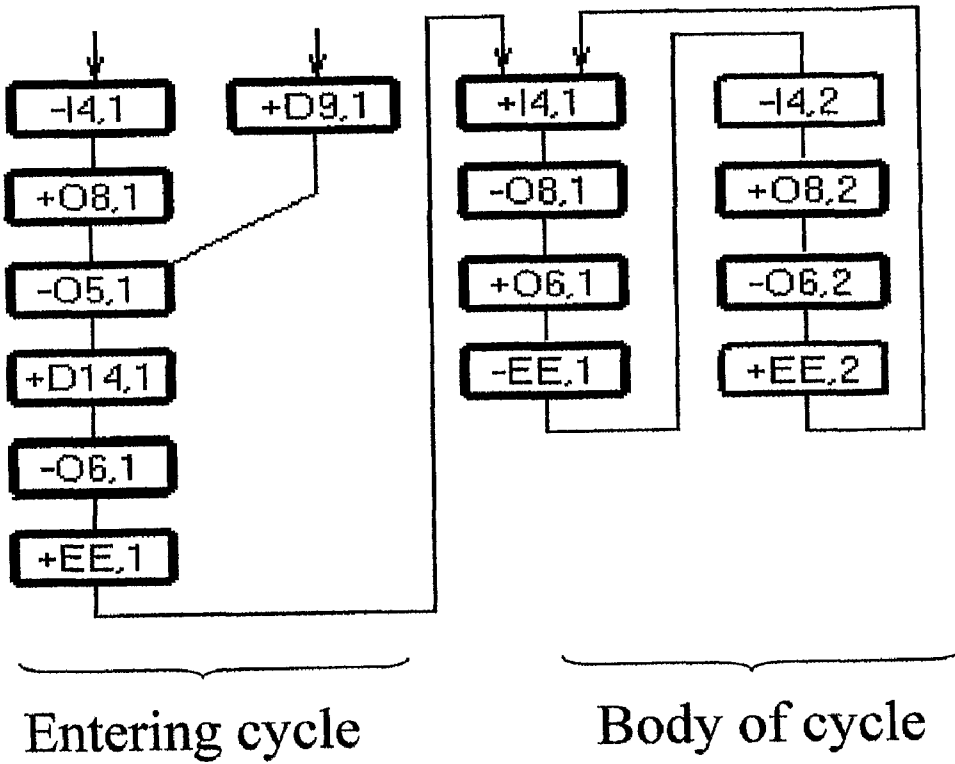 -I4,1
+D9,1
+O8,1
-O5,1
+D14,1
-O6,1
+EE,1
+I4,1
-O8,1
+O6,1
-EE,1
-I4,2
+O8,2
-O6,2
+EE,2
Entering cycle
Body of cycle